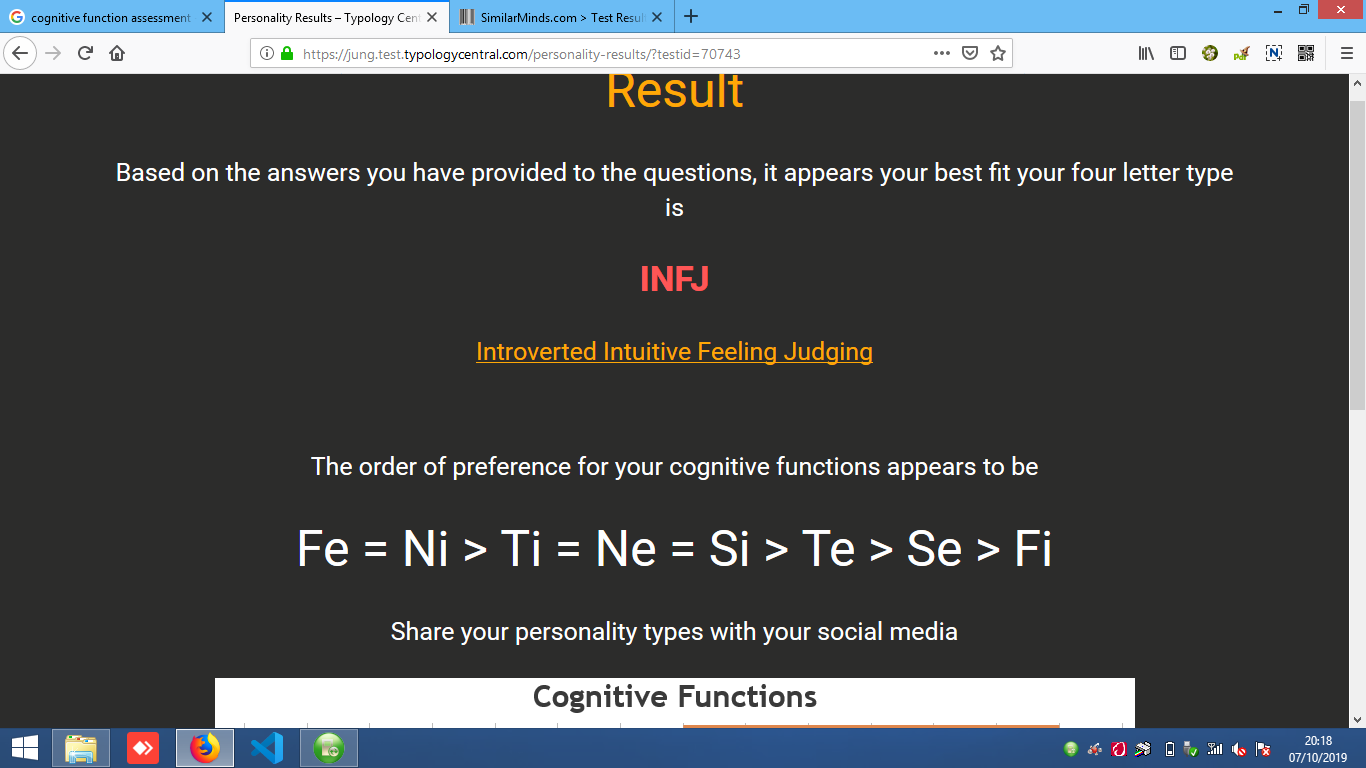 cognitive function assessment
Personality Results – Typology Cent
SimilarMinds.com > Test Resul
https://jung.test.typologycentral.com/personality-results/?testid=70743
Result
Based on the answers you have provided to the questions, it appears your best fit your four letter type
is
INFJ
Introverted Intuitive Feeling Judging
The order of preference for your cognitive functions appears to be
Fe = Ni > Ti = Ne = Si > Te > Se > Fi
Share your personality types with your social media
Cognitive Functions
20:18
07/10/2019